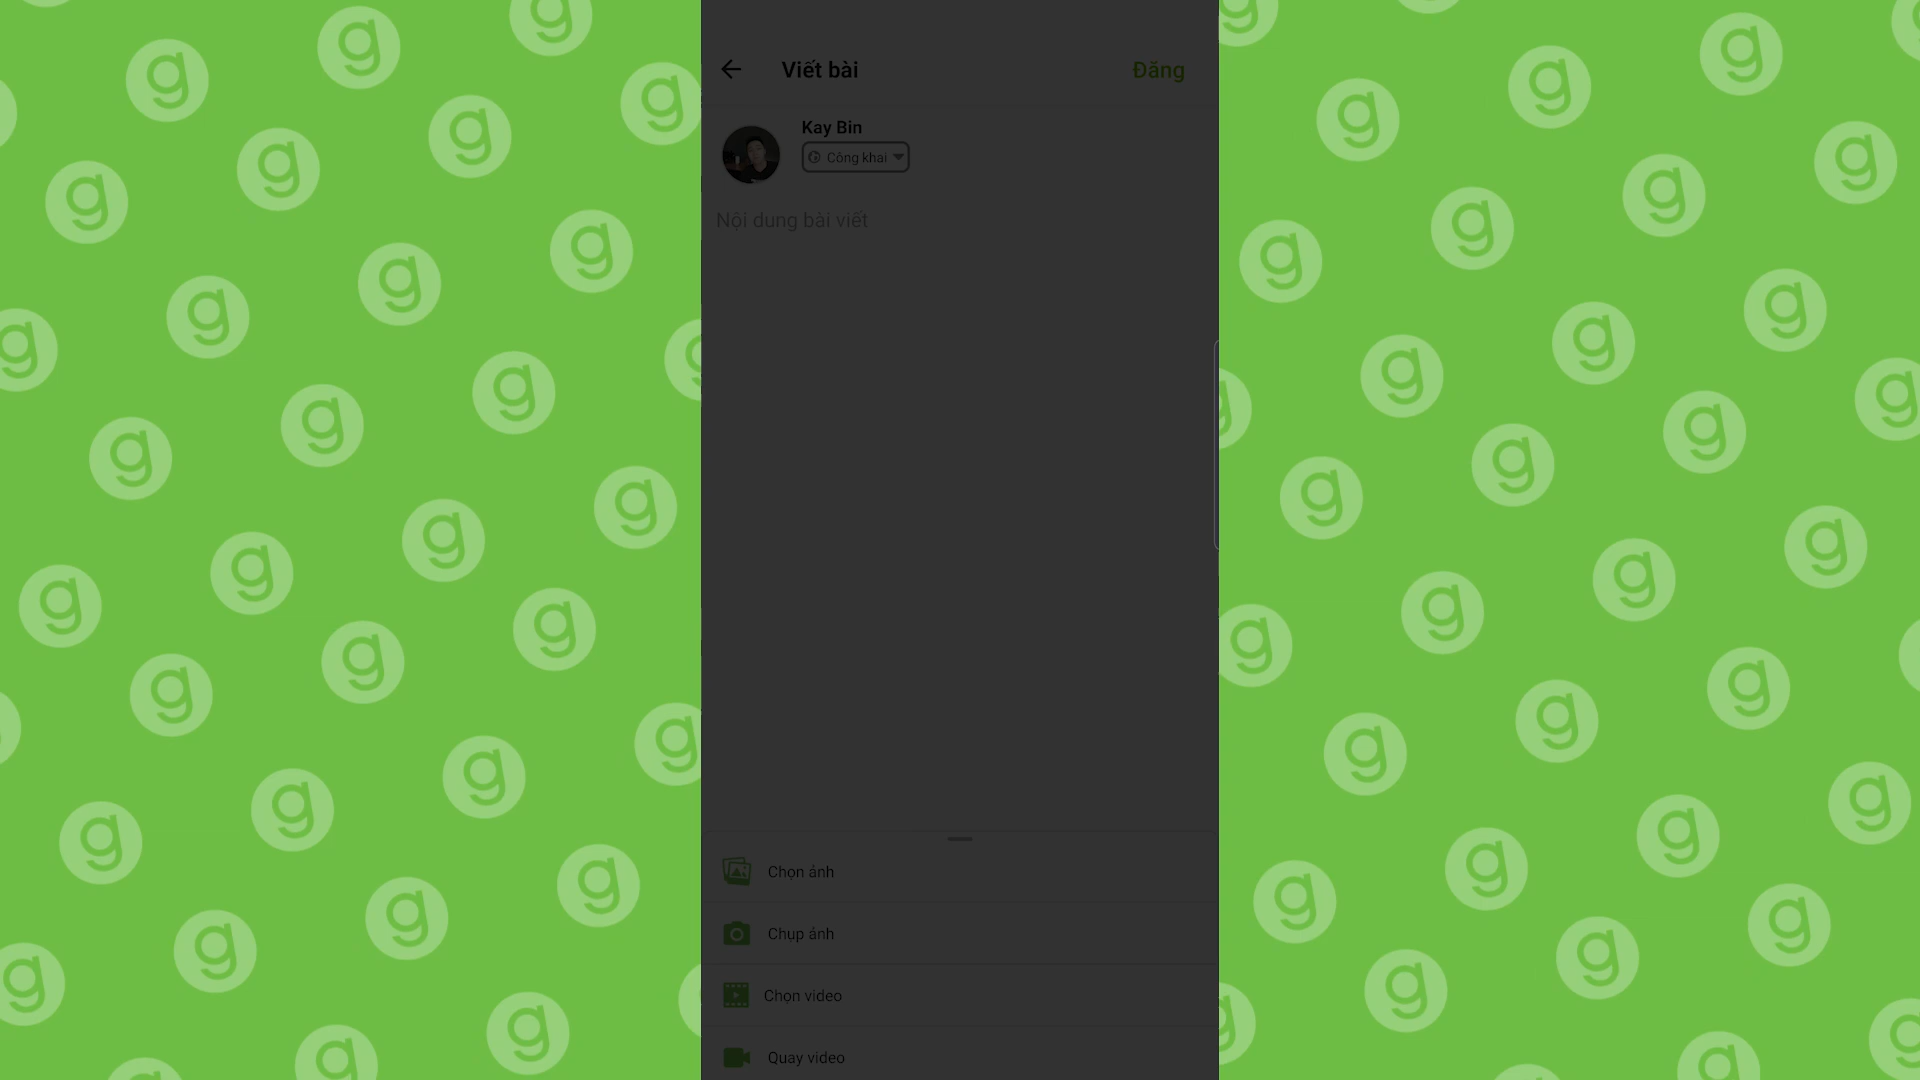 Viết bài
Đăng
Kay Bin
Công khai
Nội dung bài viết
Chọn ảnh
Chụp ảnh
Chọn video
Quay video